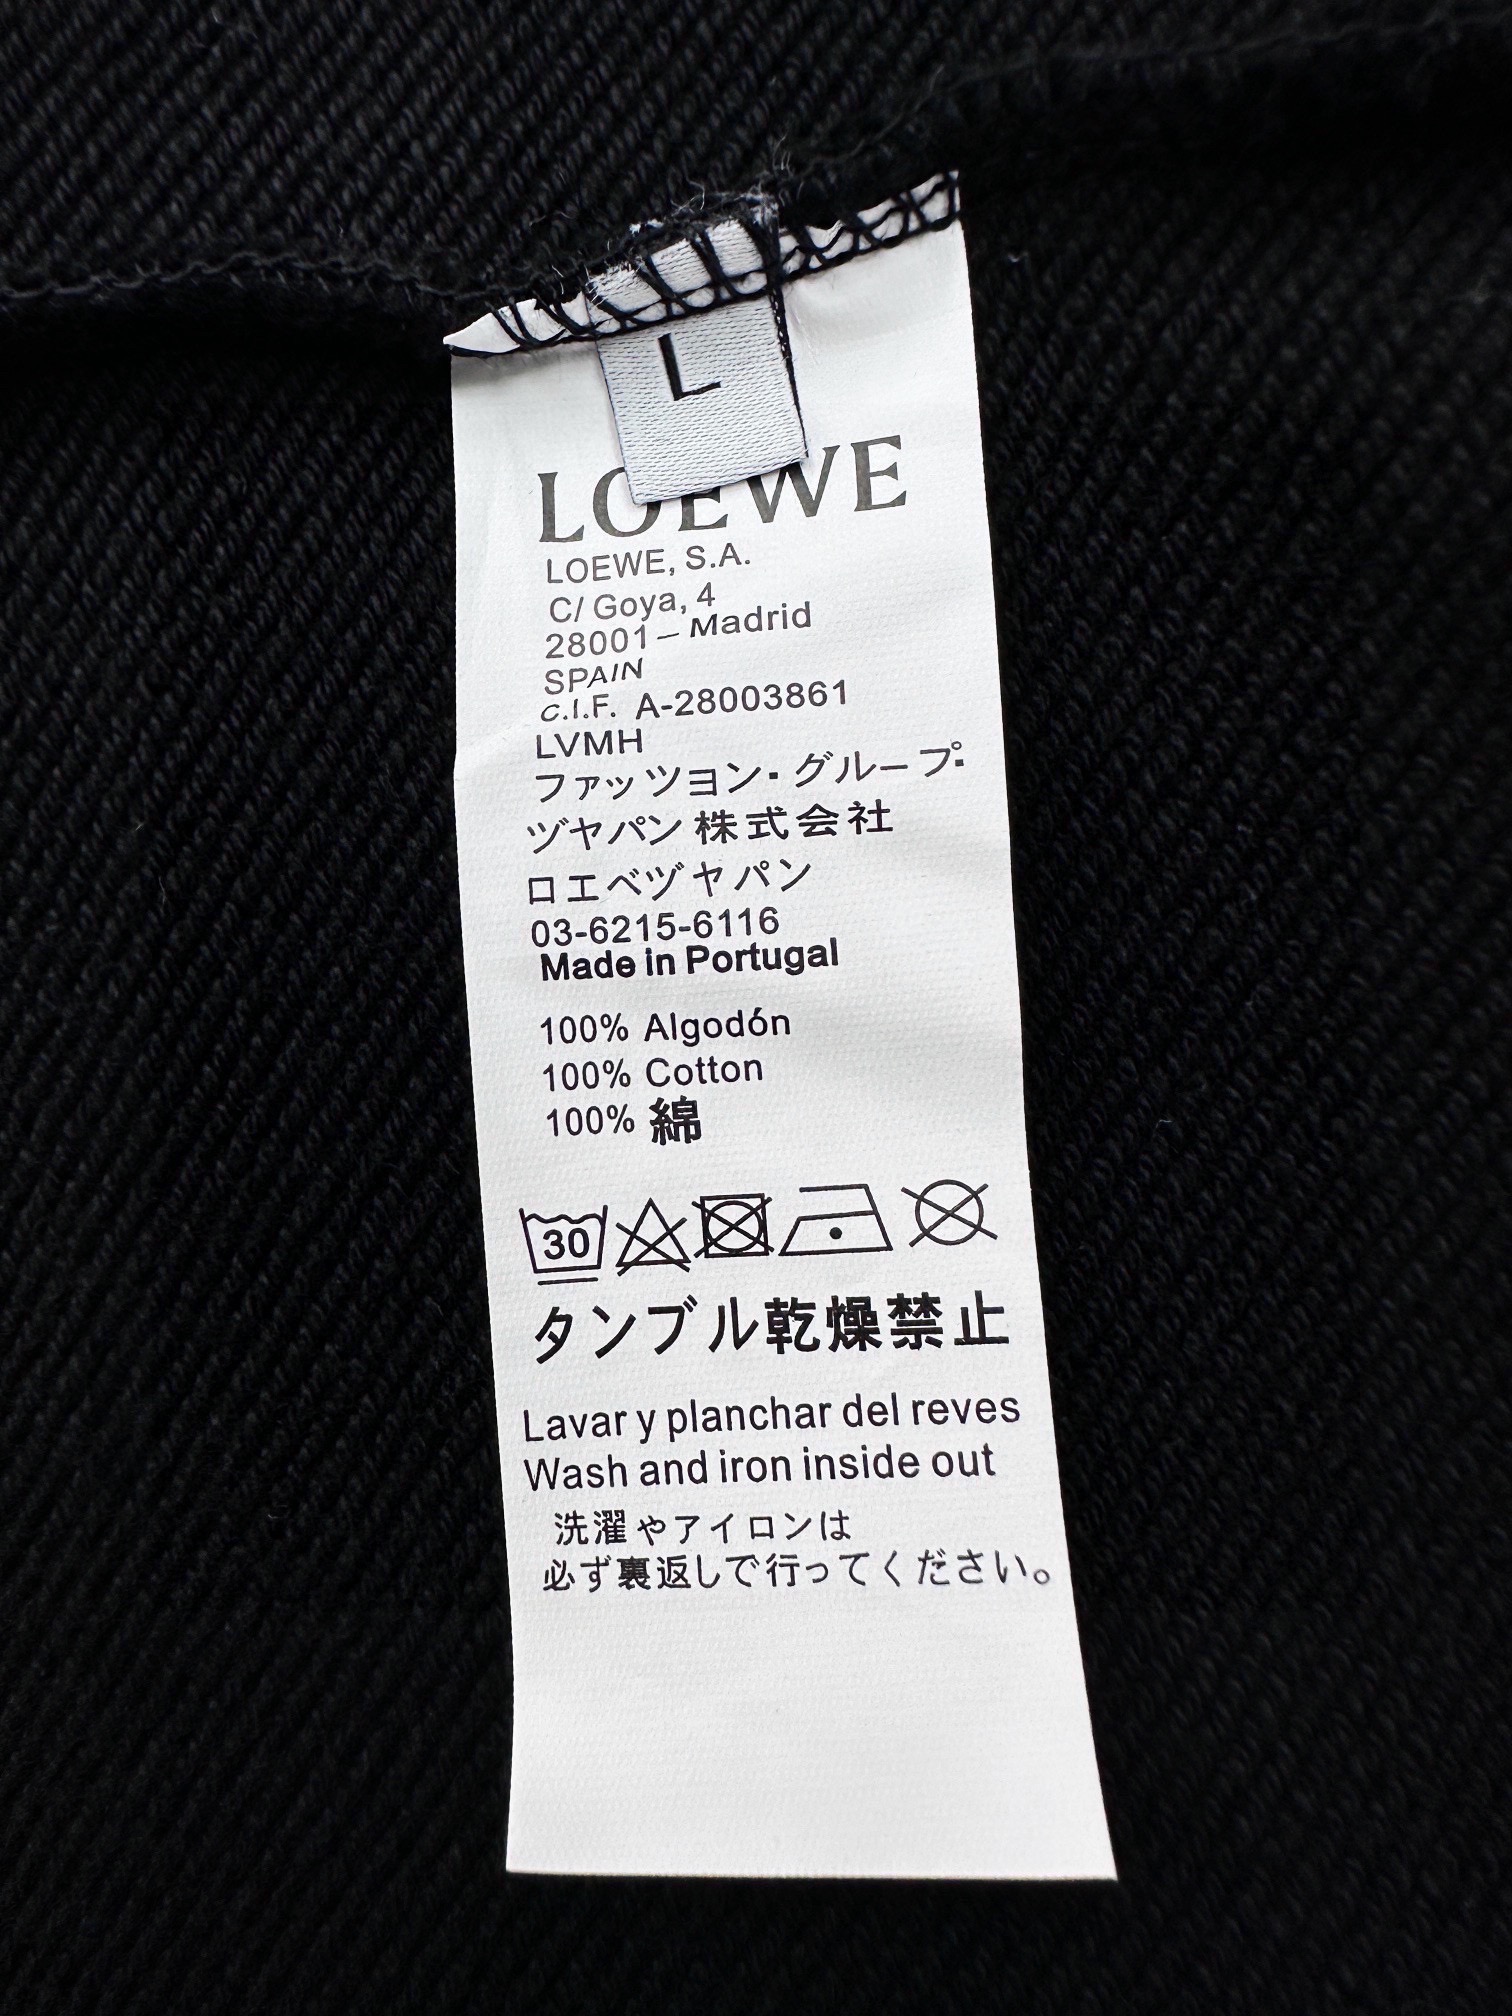 L
LOEWE
LOEWE, S.A.
C/ Goya, 4
28001 – Madrid
SPAIN
C.I.F. A-28003861
LVMH
ファッツョン・グループ・
ヅヤパン 株式会社
ロエベヅヤパン
03-6215-6116
Made in Portugal
100% Algodón
100% Cotton
100% 綿
30
タンブル乾燥禁止
Lavar y planchar del reves
Wash and iron inside out
洗濯やアイロンは
必ず裏返しで行ってください。